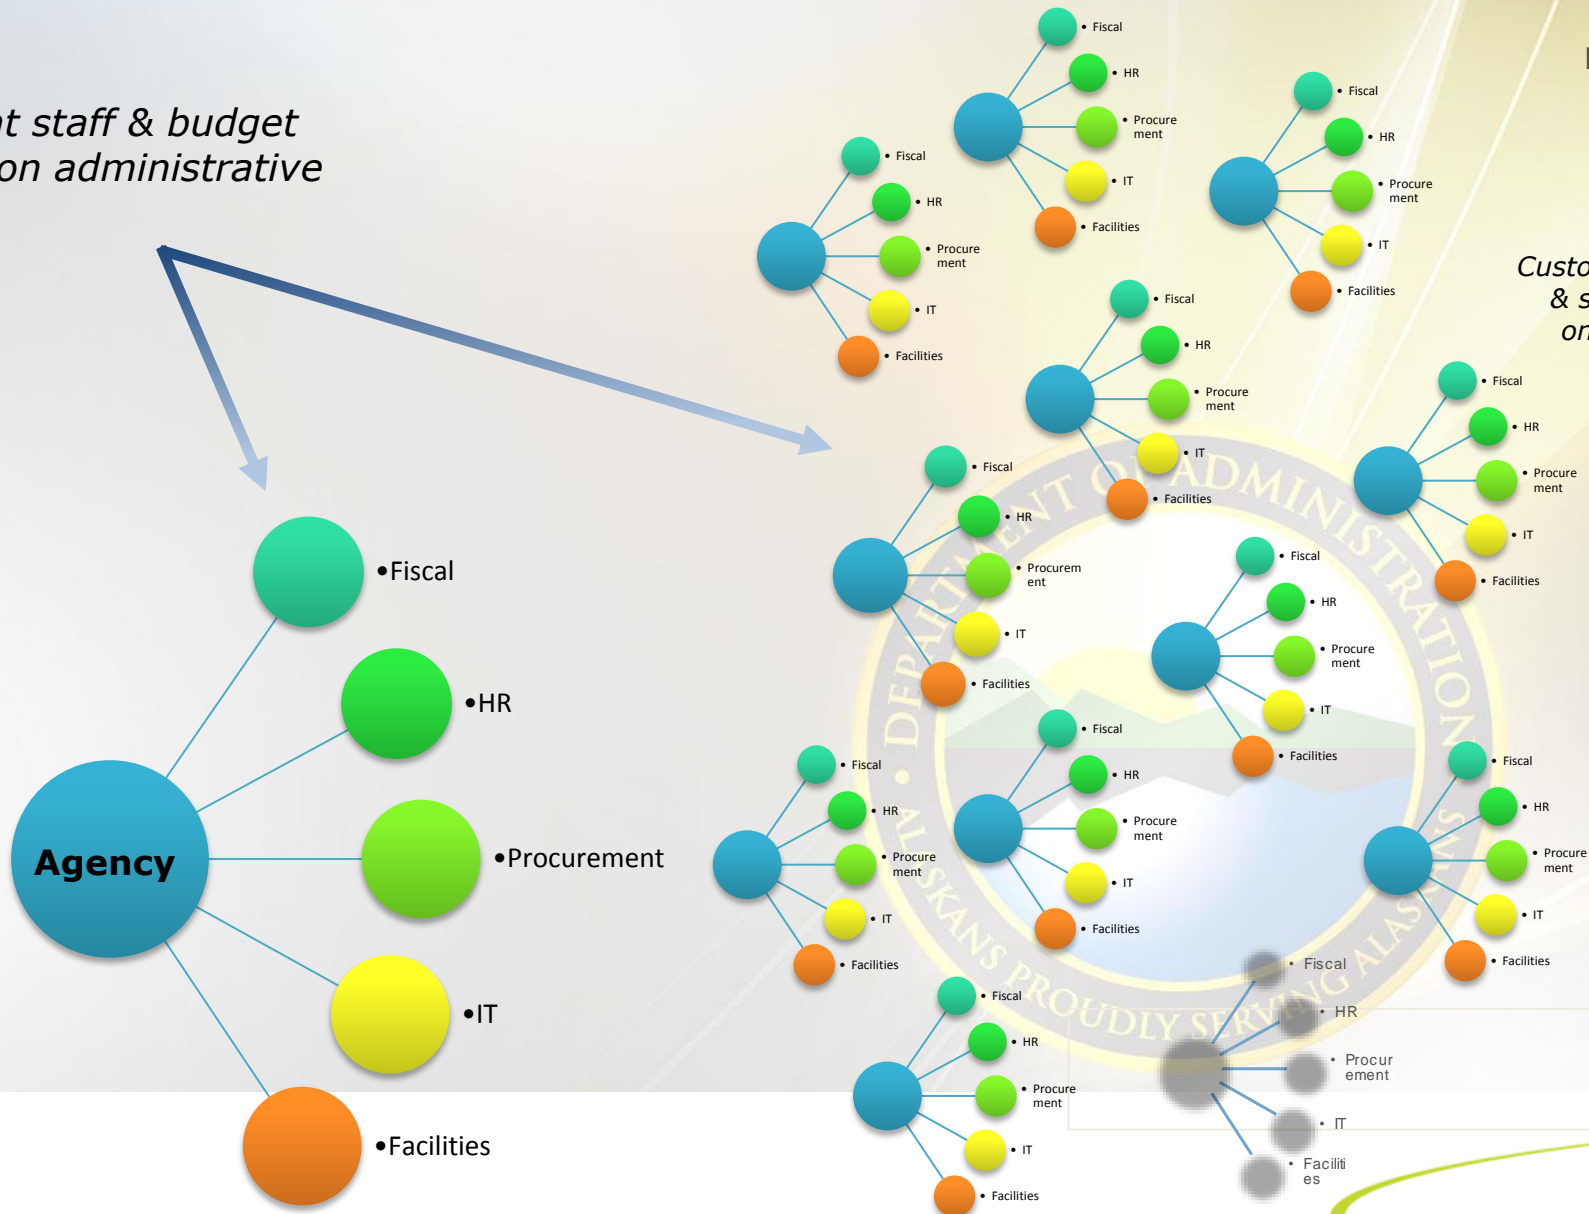 at staff & budget
on administrative
Custo
& s
on
•Fiscal
•HR
•Procurement
•IT
•Facilities
Agency
• Fiscal
• HR
• Procure
ment
• IT
• Facilities
• Fiscal
• HR
• Procure
ment
• IT
• Facilities
• Fiscal
• HR
• Procure
ment
• IT
• Facilities
• Fiscal
• HR
• Procure
ment
• IT
• Facilities
• Fiscal
• HR
• Procure
ment
• IT
• Facilities
• Fiscal
• HR
• Procurem
ent
• IT
• Facilities
• Fiscal
• HR
• Procure
ment
• IT
• Facilities
• Fiscal
• HR
• Procure
ment
• IT
• Facilities
• Fiscal
• HR
• Procure
ment
• IT
• Facilities
• Fiscal
• HR
• Procure
ment
• IT
• Facilities
• Fiscal
• HR
• Procure
ment
• IT
• Facilities
• Fiscal
• HR
• Procur
ement
• IT
• Faciliti
es
DEPARTMENT OF ADMINISTRATION
ALASKANS PROUDLY SERVING ALASKANS